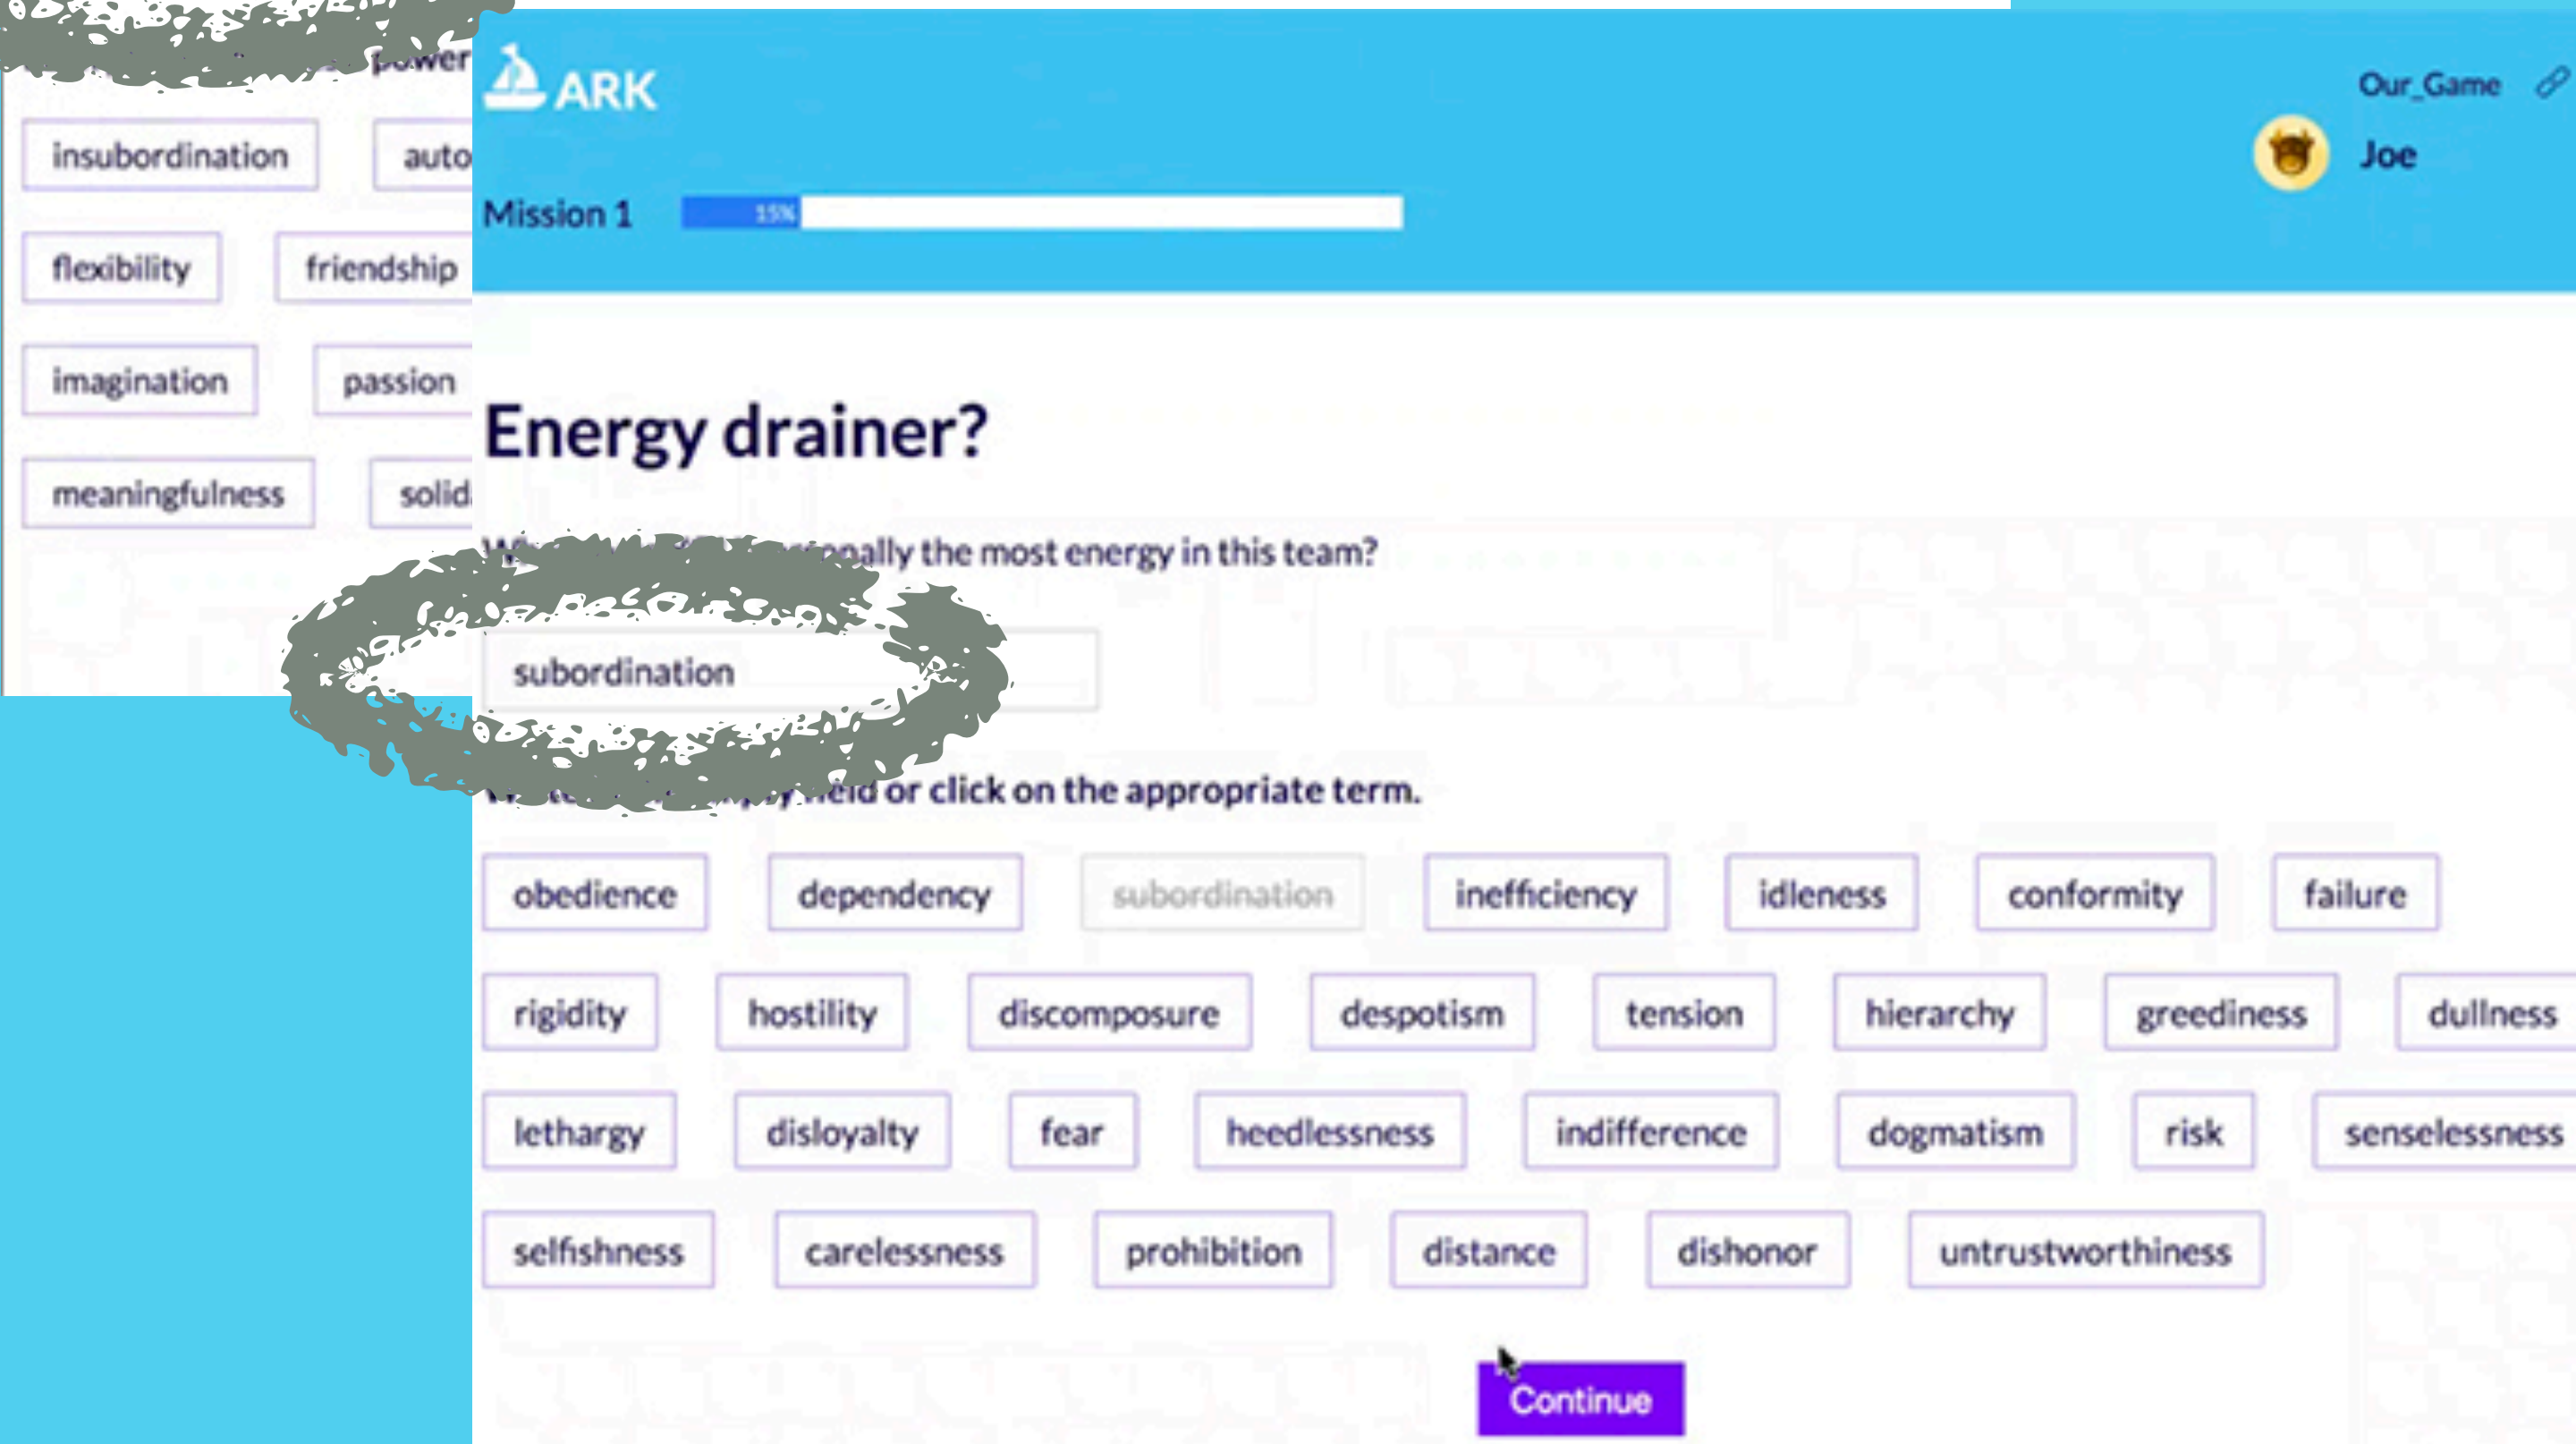 power
insubordination auto
flexibility friendship
imagination passion
meaningfulness solid
ARK
Our_Game
Joe
Mission 1 15%
Energy drainer?
the most energy in this team?
subordination
field or click on the appropriate term.
obedience dependency subordination inefficiency idleness conformity failure
rigidity hostility discomposure despotism tension hierarchy greediness dullness
lethargy disloyalty fear heedlessness indifference dogmatism risk senselessness
selfishness carelessness prohibition distance dishonor untrustworthiness
Continue